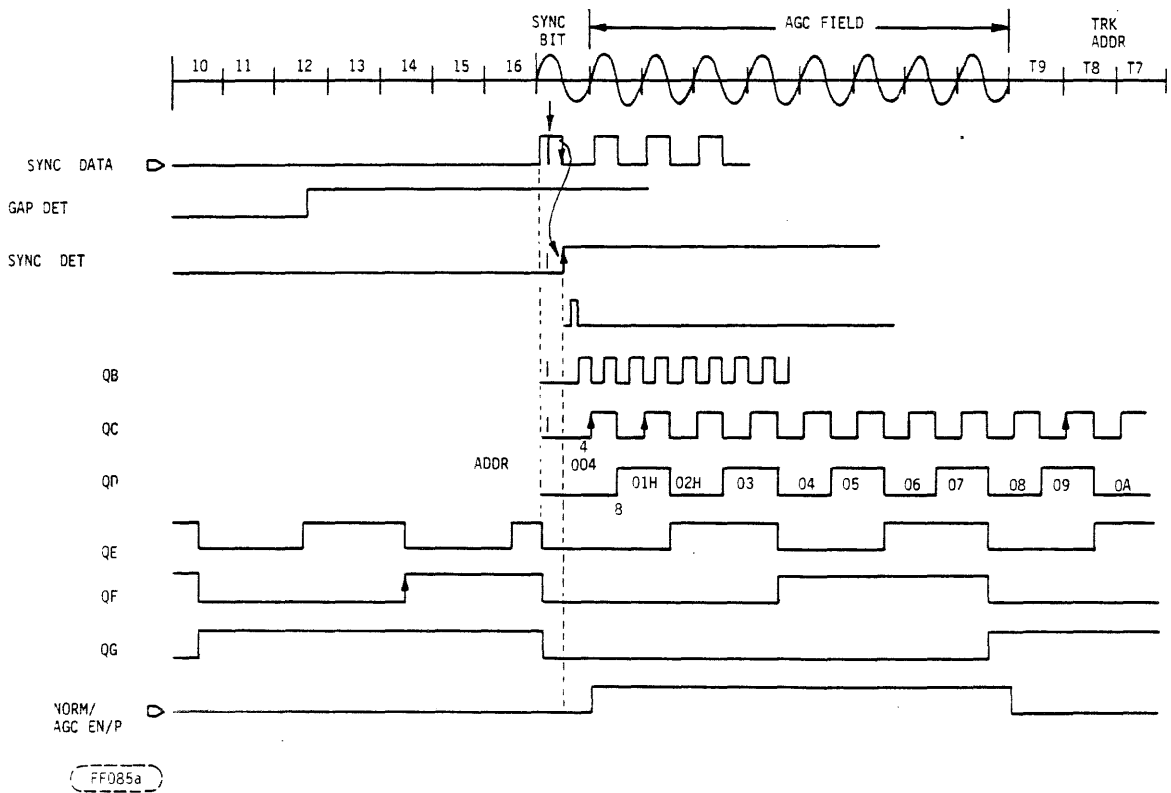 SYNC BIT
AGC FIELD
TRK ADDR
10 11 12 13 14 15 16 T9 T8 T7
SYNC DATA
GAP DET
SYNC DET
QB
QC
4
ADDR 004
QD 01H 02H 03 04 05 06 07 08 09 0A
8
QE
QF
QG
NORM/
AGC EN/P
FF085a